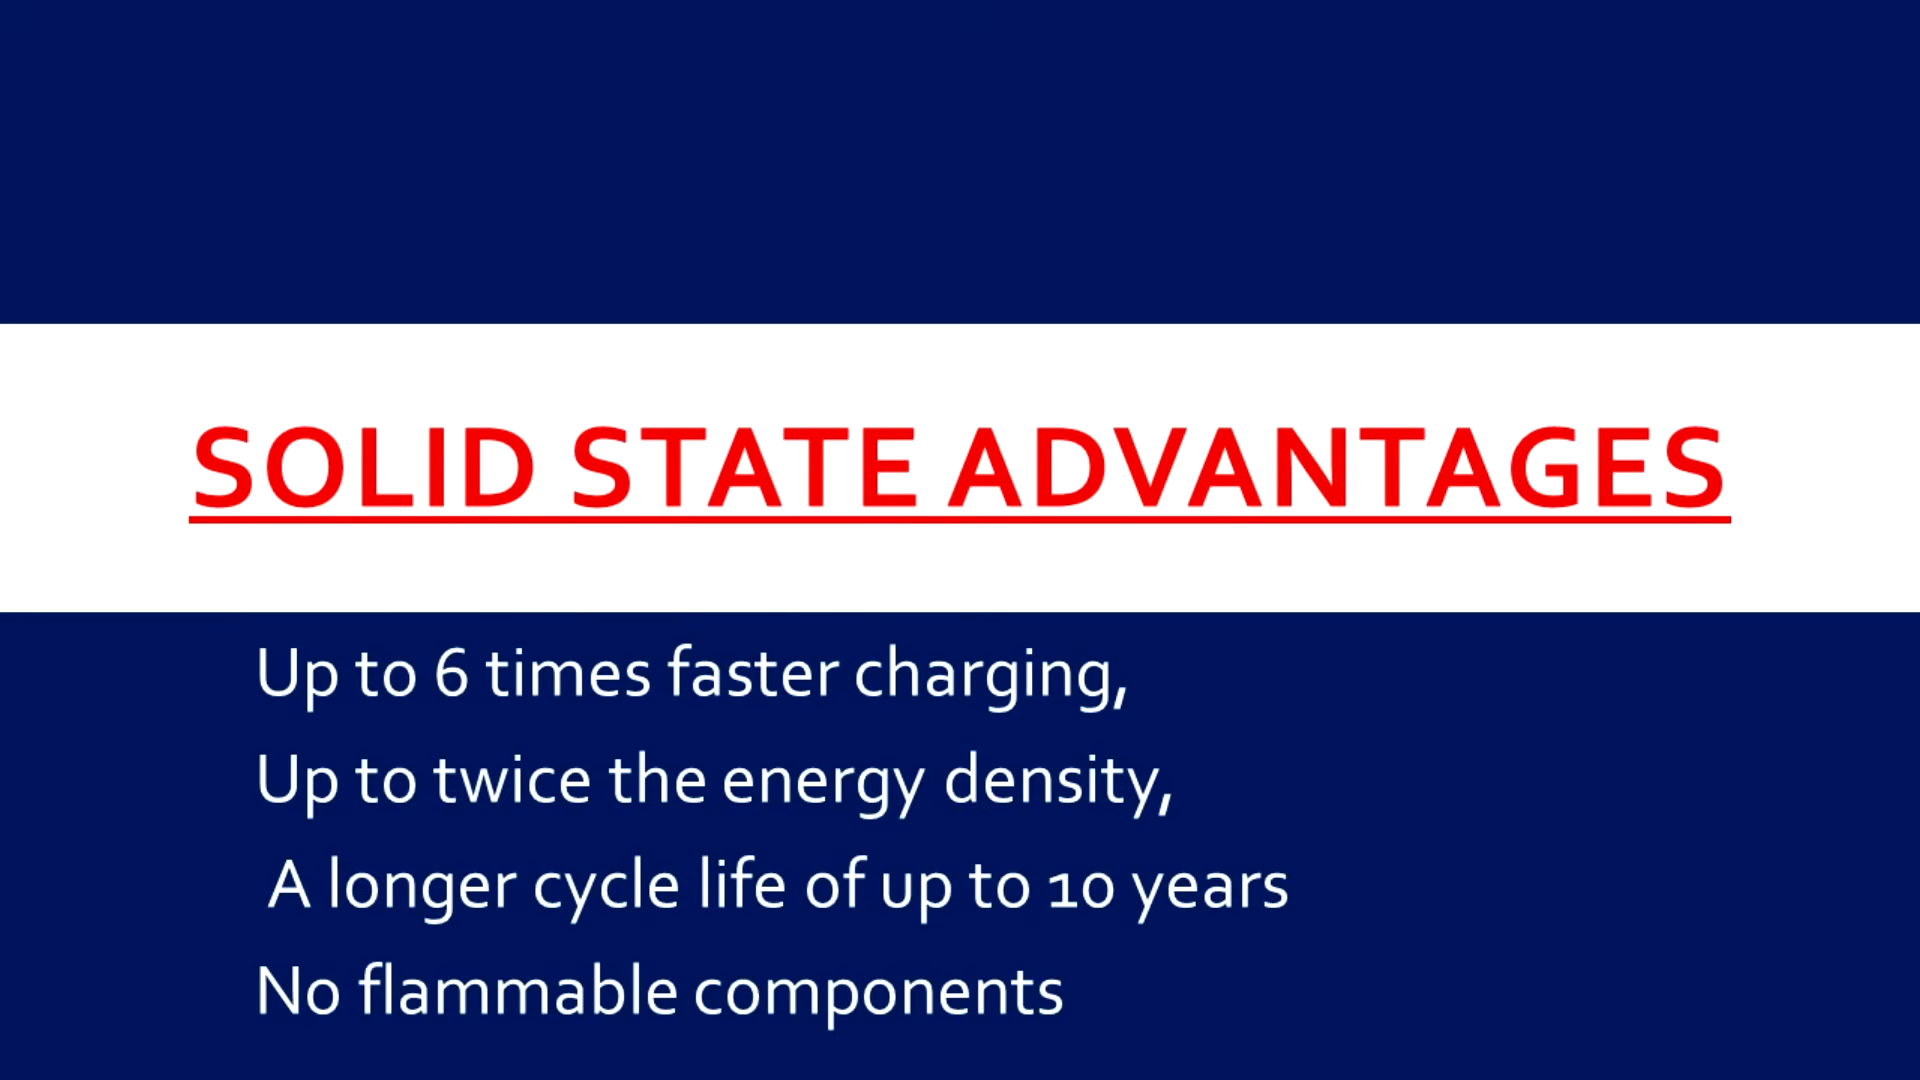 SOLID STATE ADVANTAGES
Up to 6 times faster charging,
Up to twice the energy density,
A longer cycle life of up to 10 years
No flammable components